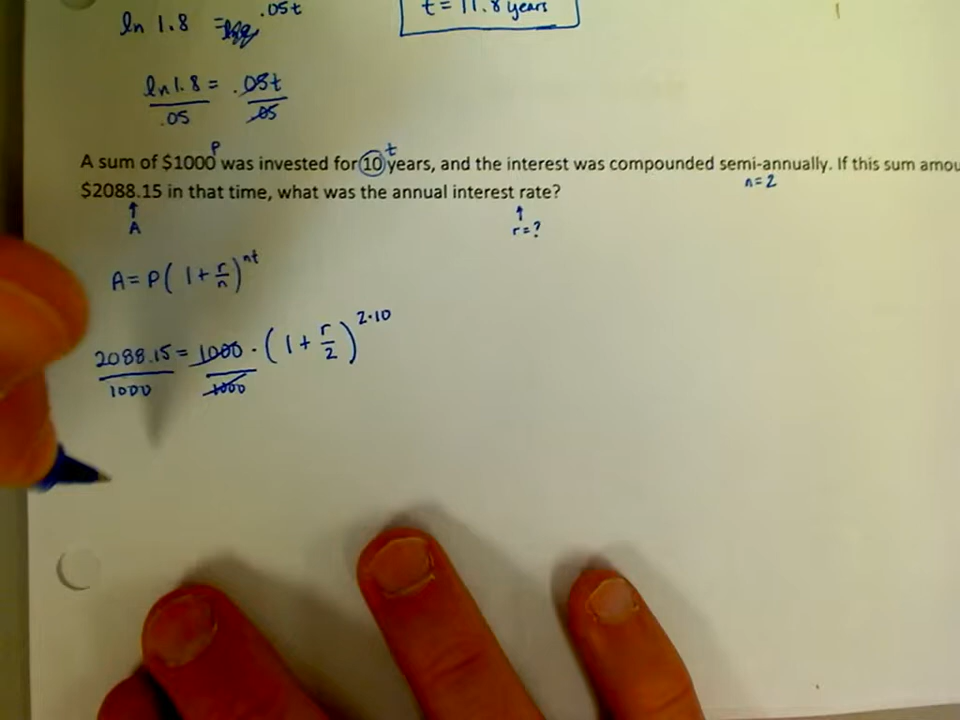 ln 1.8 = .05t
t = 11.8 years
ln 1.8 = .05t
.05 .05
P t
A sum of $1000 was invested for 10 years, and the interest was compounded semi-annually. If this sum
n=2
$2088.15 in that time, what was the annual interest rate?
A r=?
A = P(1 + r/n)^nt
2088.15 = 1000 · (1 + r/2)^2·10
1000 1000